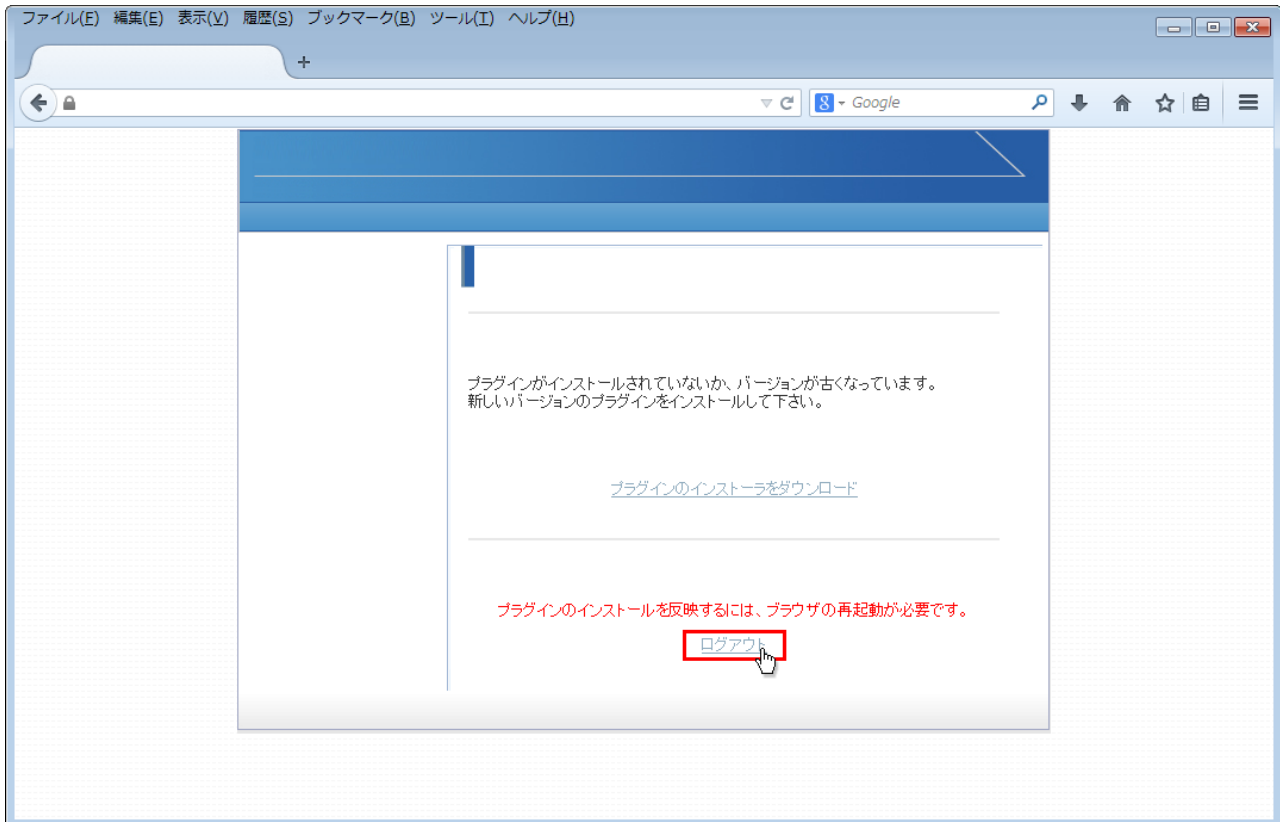 ファイル(F) 編集(E) 表示(V) 履歴(S) ブックマーク(B) ツール(T) ヘルプ(H)
+
8 Google
プラグインがインストールされていないか、バージョンが古くなっています。
新しいバージョンのプラグインをインストールして下さい。
プラグインのインストーラをダウンロード
プラグインのインストールを反映するには、ブラウザの再起動が必要です。
ログアウト